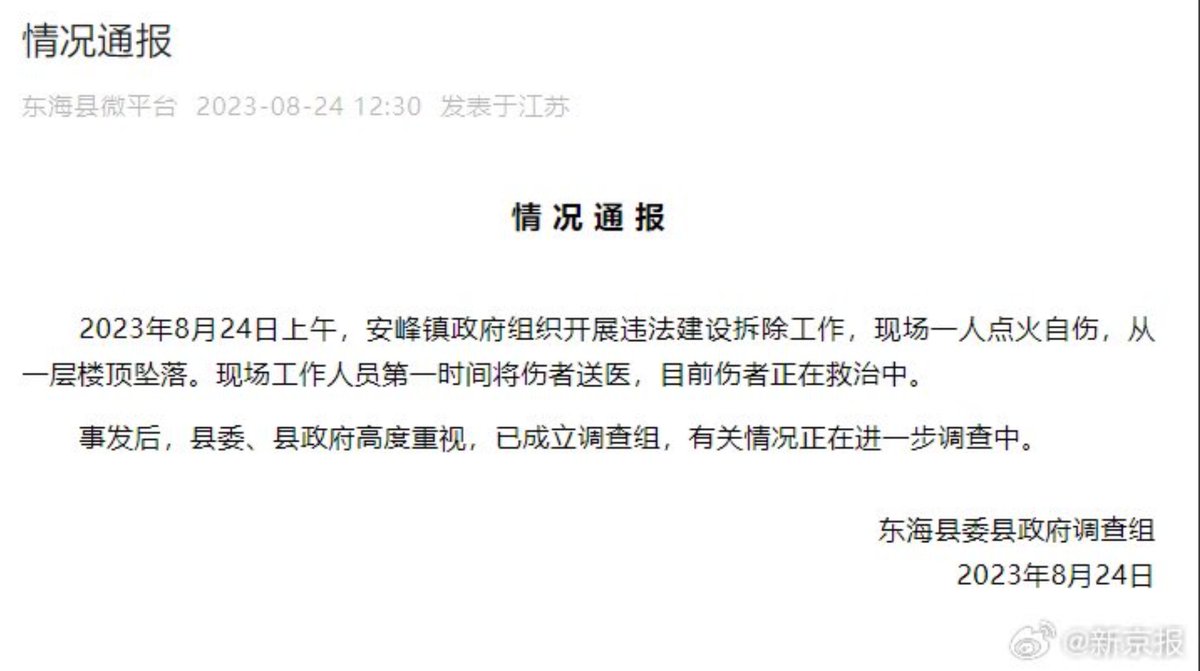 情况通报
东海县微平台 2023-08-24 12:30 发表于江苏
情况通报
2023年8月24日上午，安峰镇政府组织开展违法建设拆除工作，现场一人点火自伤，从
一层楼顶坠落。现场工作人员第一时间将伤者送医，目前伤者正在救治中。
事发后，县委、县政府高度重视，已成立调查组，有关情况正在进一步调查中。
东海县委县政府调查组
2023年8月24日
@新京报